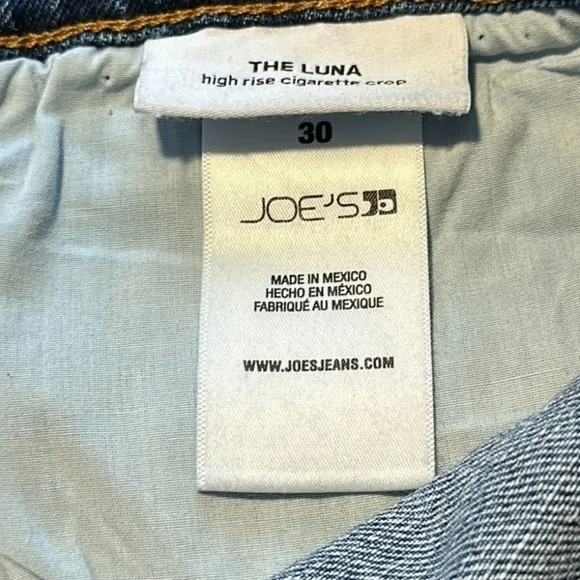 THE LUNA
high rise cigarette crop
30
JOE'S
MADE IN MEXICO
HECHO EN MÉXICO
FABRIQUÉ AU MEXIQUE
WWW.JOESJEANS.COM